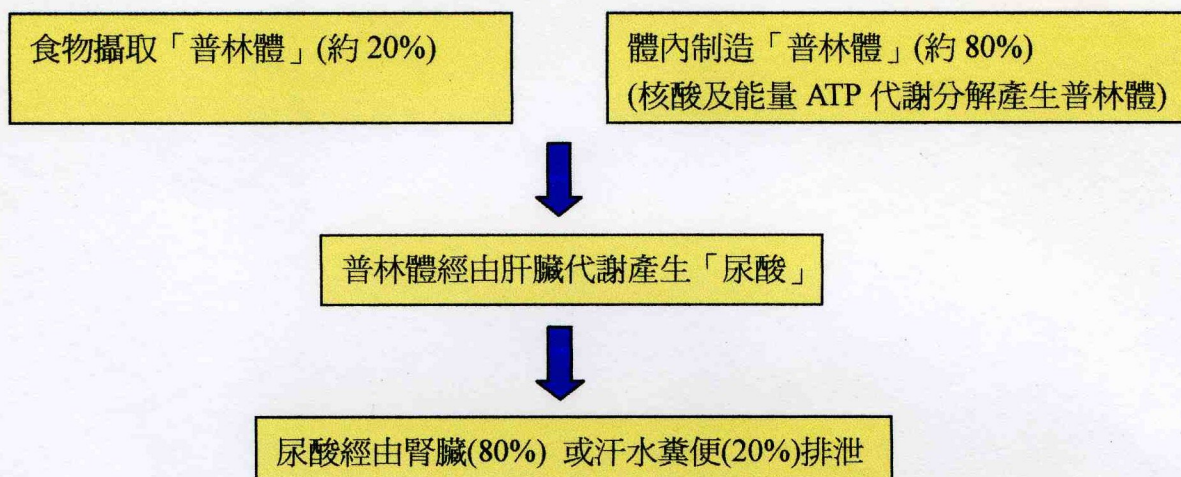 食物攝取「普林體」(約 20%)
體內制造「普林體」(約 80%)
(核酸及能量 ATP 代謝分解產生普林體)
普林體經由肝臟代謝產生「尿酸」
尿酸經由腎臟(80%) 或汗水糞便(20%)排泄